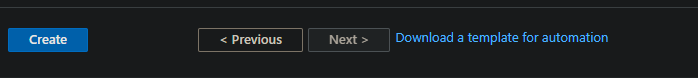 Create
< Previous
Next >
Download a template for automation